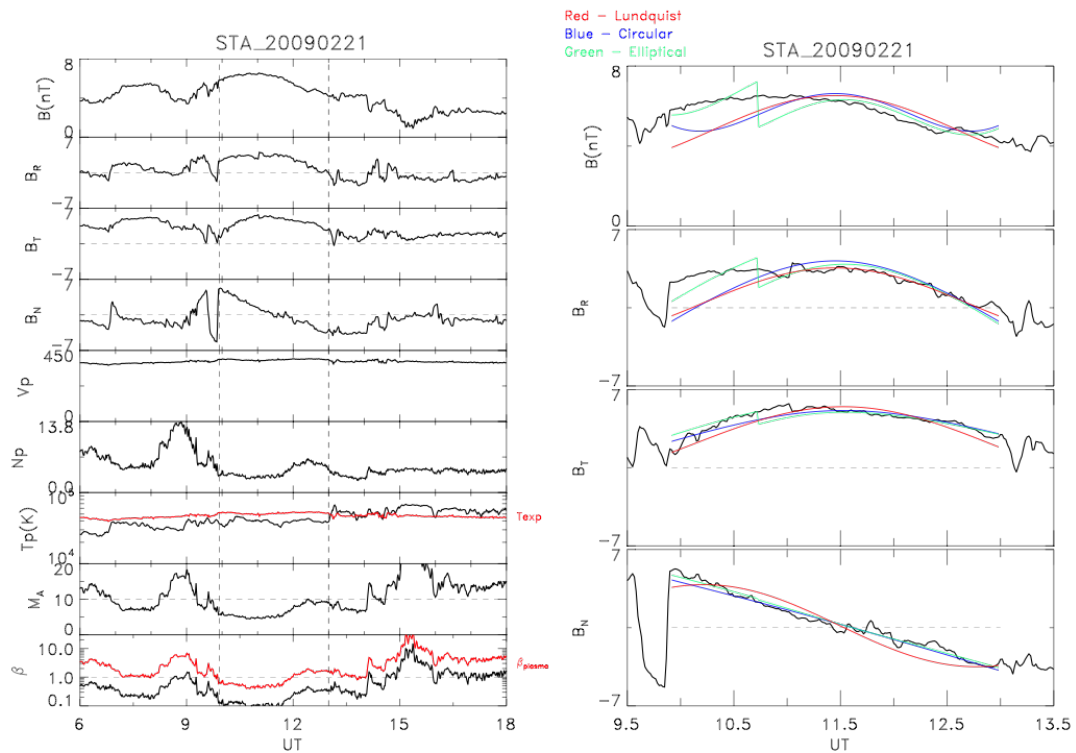 STA_20090221
8
B(nT)
0
7
B_R
-7
7
B_T
-7
7
B_N
-7
450
Vp
0
13.8
Np
0.0
10^5
Tp(K)
Texp
10^4
20
M_A
10
0
10.0
β
1.0
β_plasma
0.1
6 9 12 15 18
UT
Red - Lundquist
Blue - Circular
Green - Elliptical
STA_20090221
8
B(nT)
0
7
B_R
-7
7
B_T
-7
7
B_N
-7
9.5 10.5 11.5 12.5 13.5
UT